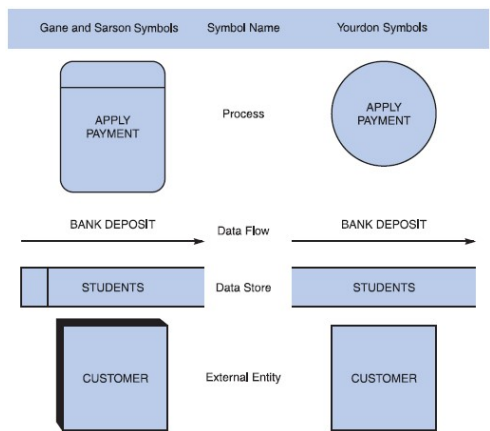 Gane and Sarson Symbols Symbol Name Yourdon Symbols
APPLY
PAYMENT
Process
APPLY
PAYMENT
BANK DEPOSIT Data Flow BANK DEPOSIT
STUDENTS Data Store STUDENTS
CUSTOMER External Entity CUSTOMER